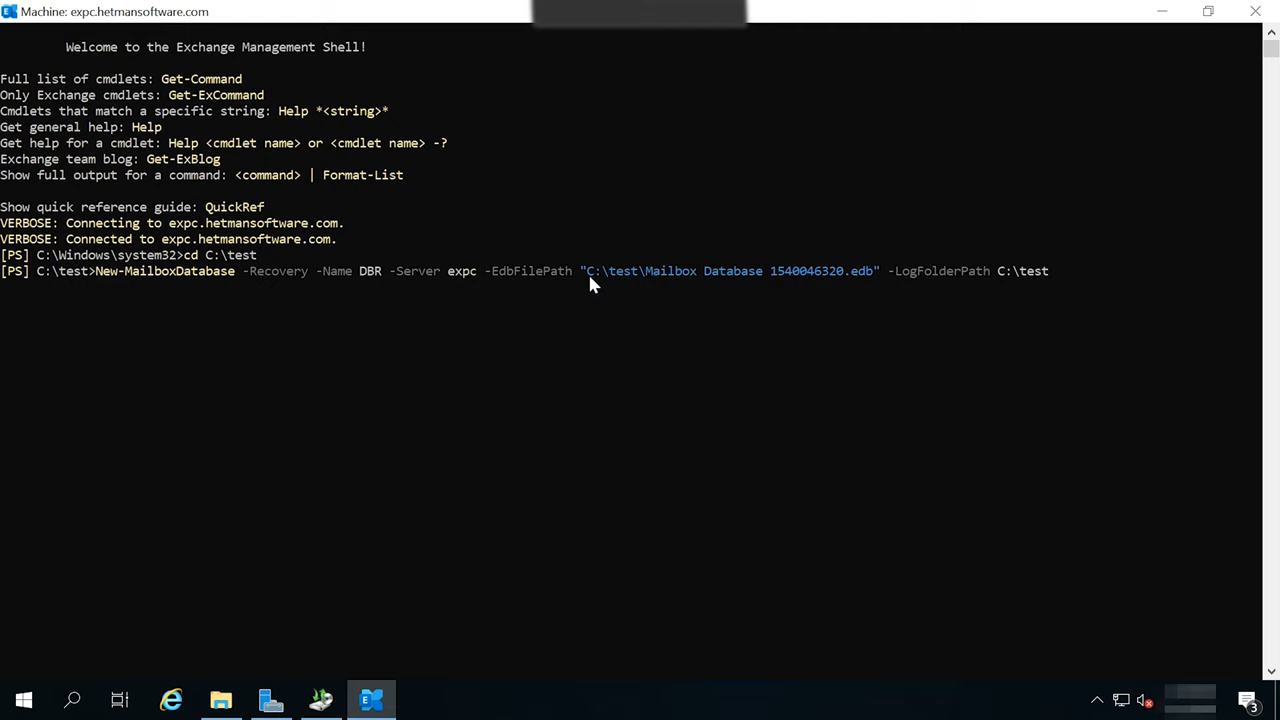 Machine: expc.hetmansoftware.com
Welcome to the Exchange Management Shell!
Full list of cmdlets: Get-Command
Only Exchange cmdlets: Get-ExCommand
Cmdlets that match a specific string: Help *<string>*
Get general help: Help
Get help for a cmdlet: Help <cmdlet name> or <cmdlet name> -?
Exchange team blog: Get-ExBlog
Show full output for a command: <command> | Format-List
Show quick reference guide: QuickRef
VERBOSE: Connecting to expc.hetmansoftware.com.
VERBOSE: Connected to expc.hetmansoftware.com.
[PS] C:\Windows\system32>cd C:\test
[PS] C:\test>New-MailboxDatabase -Recovery -Name DBR -Server expc -EdbFilePath "C:\test\Mailbox Database 1540046320.edb" -LogFolderPath C:\test
E
3